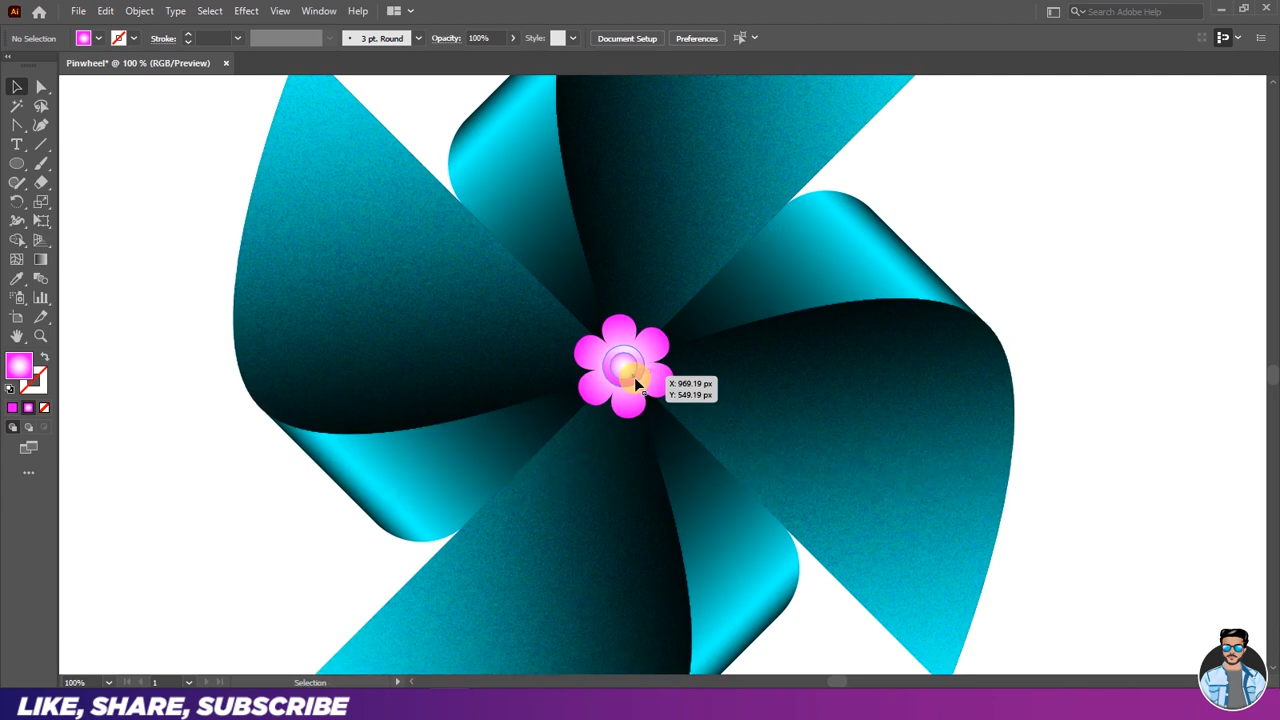 Ai File Edit Object Type Select Effect View Window Help Search Adobe Help
No Selection Stroke: 3 pt. Round Opacity: 100% Style: Document Setup Preferences
Pinwheel* @ 100 % (RGB/Preview) ×
X: 969.19 px
Y: 549.19 px
100% 1 Selection
LIKE, SHARE, SUBSCRIBE